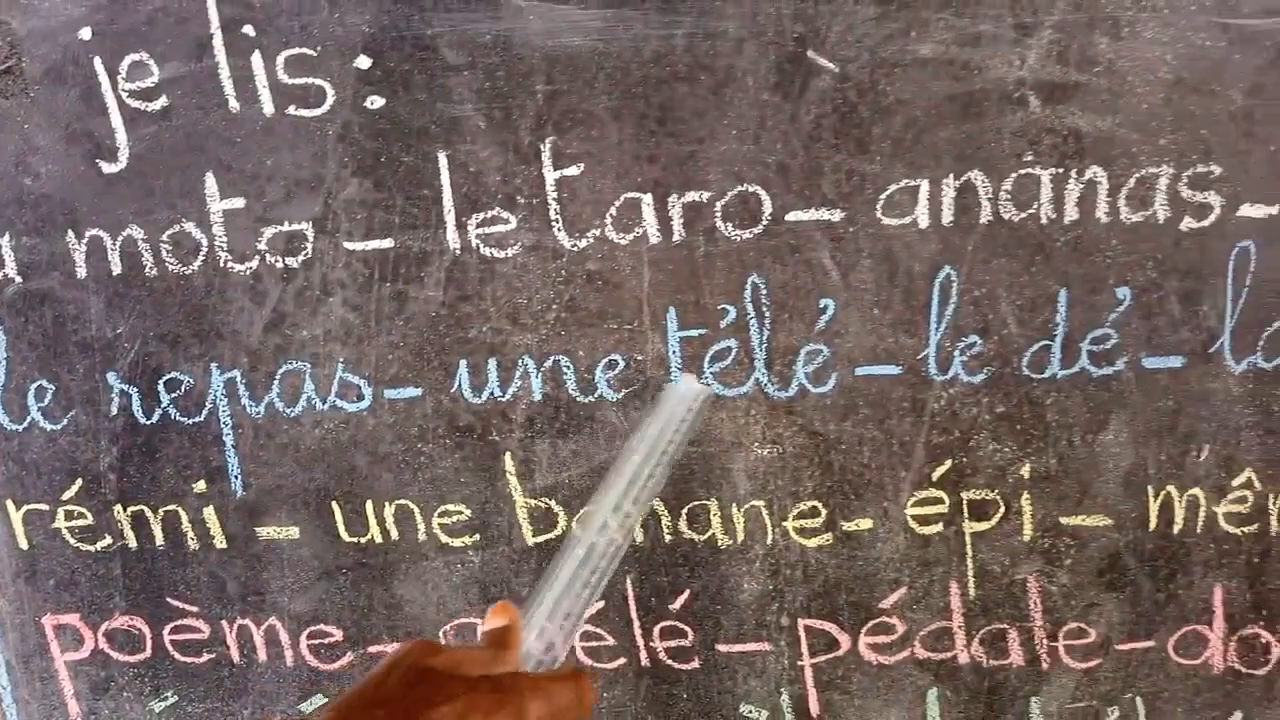 je lis:
moto - le taro - ananas -
le repas - une télé - le dé -
rémi - une banane - épi -
poème - - pédale -